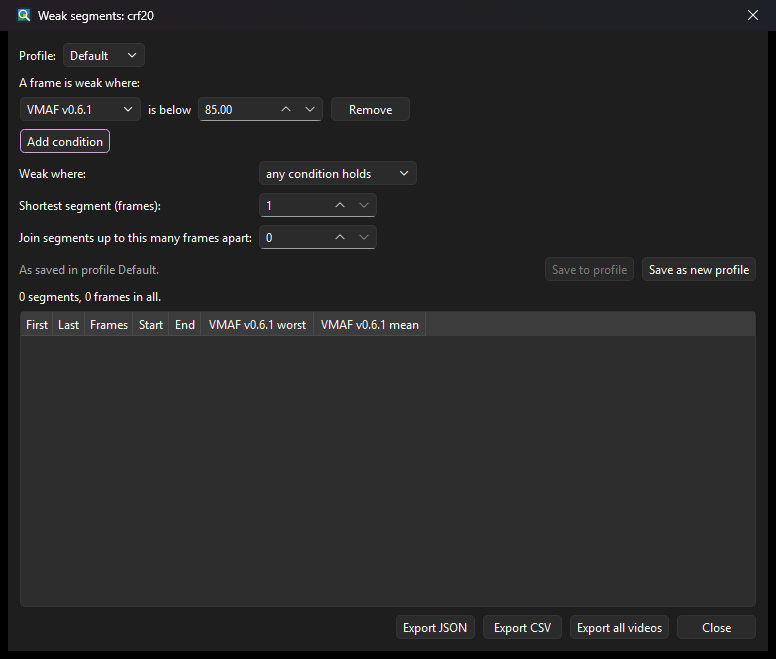 Weak segments: crf20
Profile: Default
A frame is weak where:
VMAF v0.6.1 is below 85.00 Remove
Add condition
Weak where: any condition holds
Shortest segment (frames): 1
Join segments up to this many frames apart: 0
As saved in profile Default. Save to profile Save as new profile
0 segments, 0 frames in all.
First Last Frames Start End VMAF v0.6.1 worst VMAF v0.6.1 mean
Export JSON Export CSV Export all videos Close